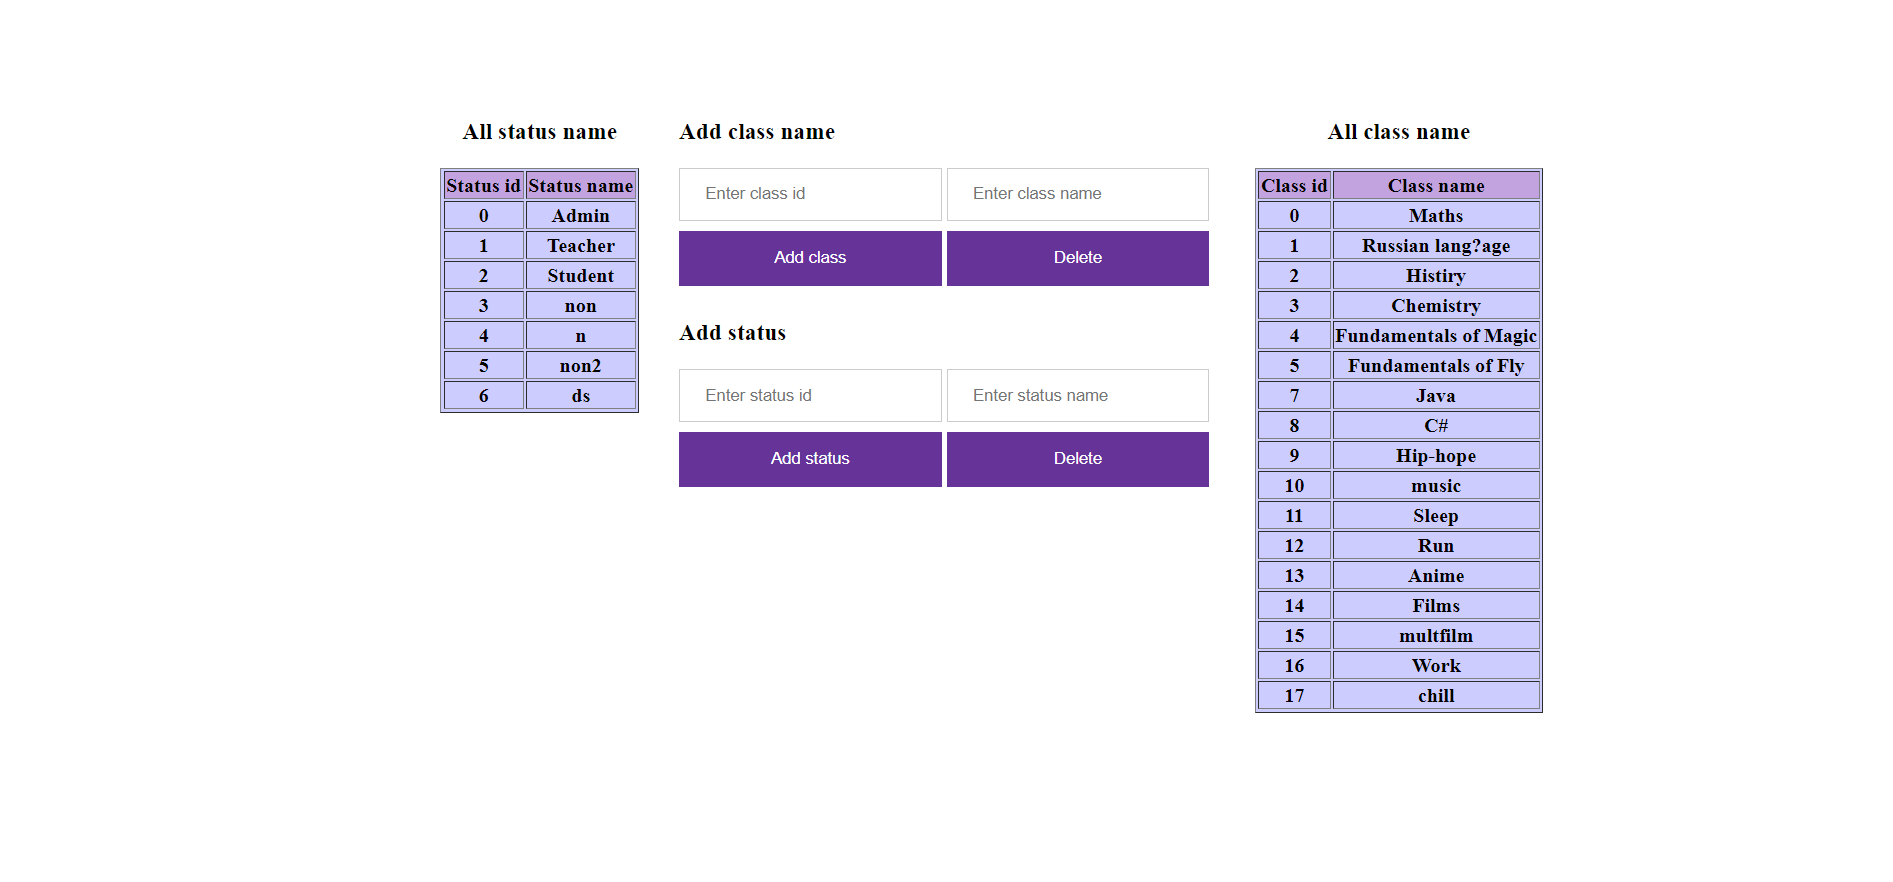 All status name
Status id Status name
0 Admin
1 Teacher
2 Student
3 non
4 n
5 non2
6 ds
Add class name
Enter class id Enter class name
Add class Delete
Add status
Enter status id Enter status name
Add status Delete
All class name
Class id Class name
0 Maths
1 Russian lang?age
2 Histiry
3 Chemistry
4 Fundamentals of Magic
5 Fundamentals of Fly
7 Java
8 C#
9 Hip-hope
10 music
11 Sleep
12 Run
13 Anime
14 Films
15 multfilm
16 Work
17 chill